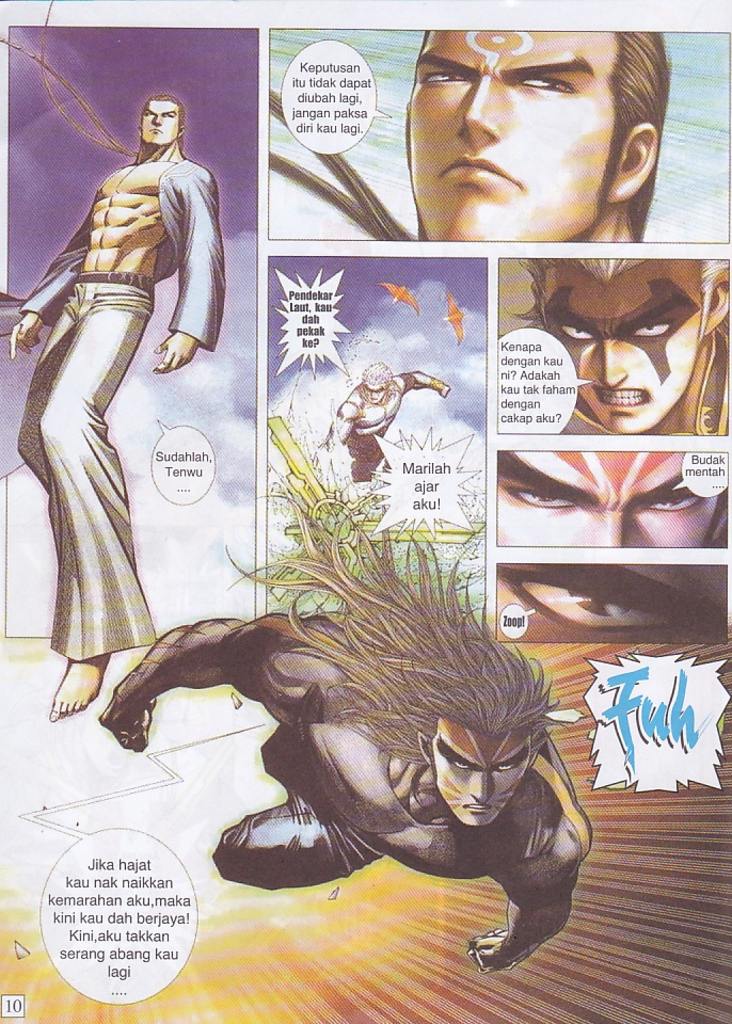 Keputusan
itu tidak dapat
diubah lagi,
jangan paksa
diri kau lagi.
Sudahlah,
Tenwu
....
Pendekar
Laut, kau
dah
pekak
ke?
Marilah
ajar
aku!
Kenapa
dengan kau
ni? Adakah
kau tak faham
dengan
cakap aku?
Budak
mentah
....
Zoop!
Fuh
Jika hajat
kau nak naikkan
kemarahan aku,maka
kini kau dah berjaya!
Kini,aku takkan
serang abang kau
lagi
....
10